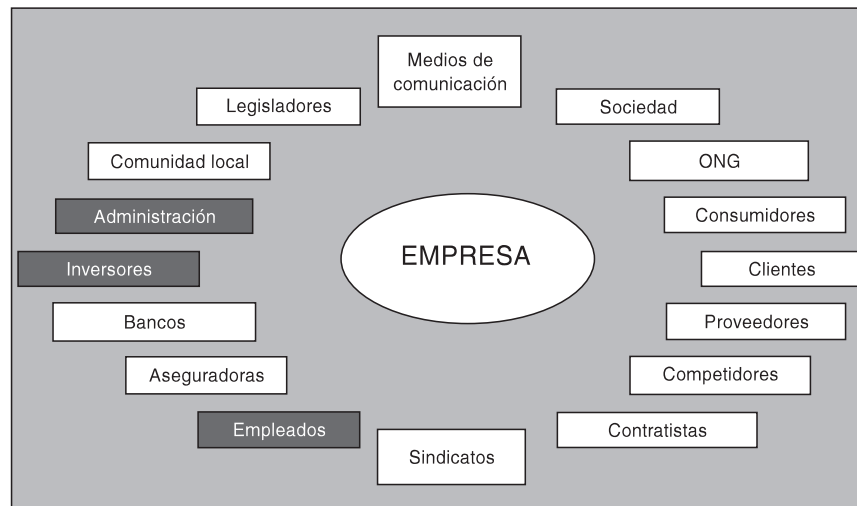 Medios de
comunicación
Legisladores
Sociedad
Comunidad local
ONG
Administración
Consumidores
EMPRESA
Inversores
Clientes
Bancos
Proveedores
Aseguradoras
Competidores
Empleados
Contratistas
Sindicatos